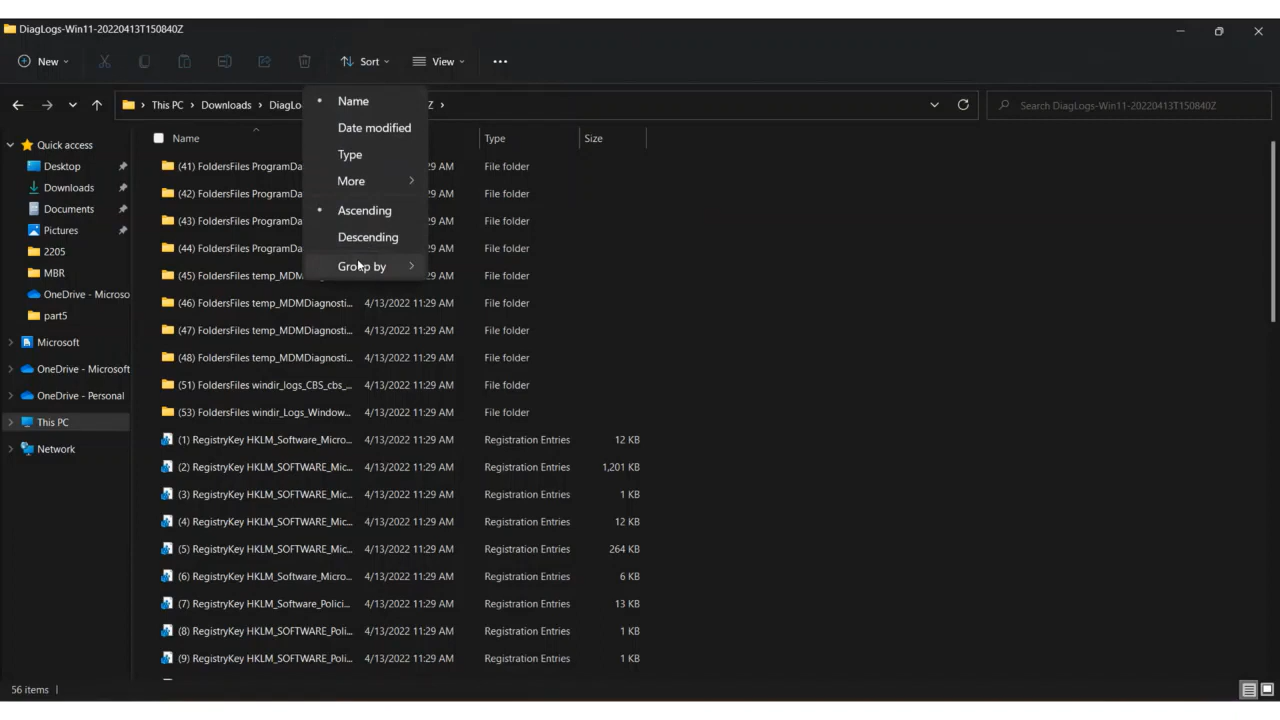 DiagLogs-Win11-20220413T150840Z
New Sort View
This PC Downloads DiagLo Z Search DiagLogs-Win11-20220413T150840Z
Name
Date modified
Type
More
Ascending
Descending
Group by
Quick access
Desktop
Downloads
Documents
Pictures
2205
MBR
OneDrive - Microso
part5
Microsoft
OneDrive - Microsoft
OneDrive - Personal
This PC
Network
Name Type Size
(41) FoldersFiles ProgramDa 29 AM File folder
(42) FoldersFiles ProgramDa 29 AM File folder
(43) FoldersFiles ProgramDa 29 AM File folder
(44) FoldersFiles ProgramDa 29 AM File folder
(45) FoldersFiles temp_MDM 29 AM File folder
(46) FoldersFiles temp_MDMDiagnosti... 4/13/2022 11:29 AM File folder
(47) FoldersFiles temp_MDMDiagnosti... 4/13/2022 11:29 AM File folder
(48) FoldersFiles temp_MDMDiagnosti... 4/13/2022 11:29 AM File folder
(51) FoldersFiles windir_logs_CBS_cbs_... 4/13/2022 11:29 AM File folder
(53) FoldersFiles windir_Logs_Window... 4/13/2022 11:29 AM File folder
(1) RegistryKey HKLM_Software_Micro... 4/13/2022 11:29 AM Registration Entries 12 KB
(2) RegistryKey HKLM_SOFTWARE_Mic... 4/13/2022 11:29 AM Registration Entries 1,201 KB
(3) RegistryKey HKLM_SOFTWARE_Mic... 4/13/2022 11:29 AM Registration Entries 1 KB
(4) RegistryKey HKLM_SOFTWARE_Mic... 4/13/2022 11:29 AM Registration Entries 12 KB
(5) RegistryKey HKLM_SOFTWARE_Mic... 4/13/2022 11:29 AM Registration Entries 264 KB
(6) RegistryKey HKLM_Software_Micro... 4/13/2022 11:29 AM Registration Entries 6 KB
(7) RegistryKey HKLM_Software_Polici... 4/13/2022 11:29 AM Registration Entries 13 KB
(8) RegistryKey HKLM_SOFTWARE_Poli... 4/13/2022 11:29 AM Registration Entries 1 KB
(9) RegistryKey HKLM_SOFTWARE_Poli... 4/13/2022 11:29 AM Registration Entries 1 KB
56 items